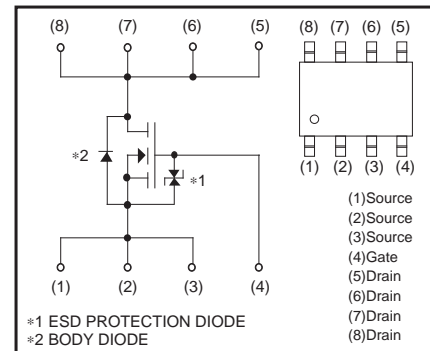 (8) (7) (6) (5)
(8) (7) (6) (5)
∗2
∗1
(1) (2) (3) (4)
(1) (2) (3) (4)
(1)Source
(2)Source
(3)Source
(4)Gate
(5)Drain
(6)Drain
(7)Drain
(8)Drain
∗1 ESD PROTECTION DIODE
∗2 BODY DIODE